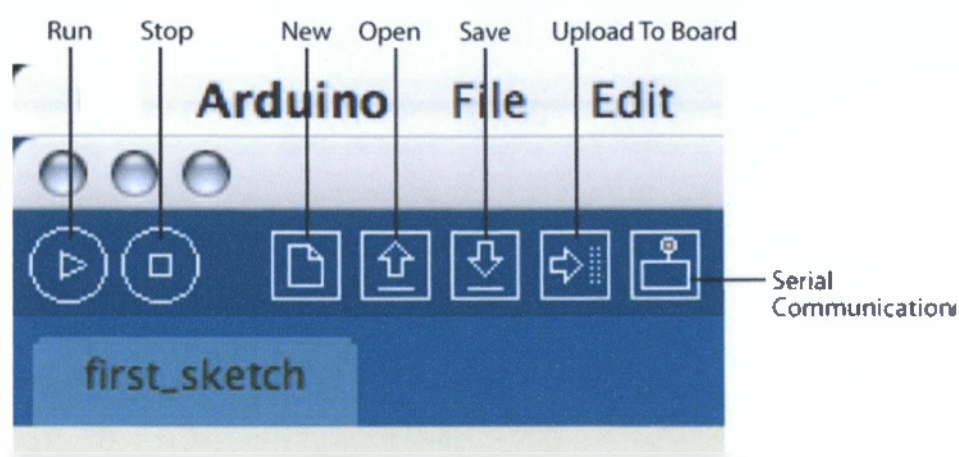 Run Stop New Open Save Upload To Board
Arduino File Edit
Serial
Communication
first_sketch